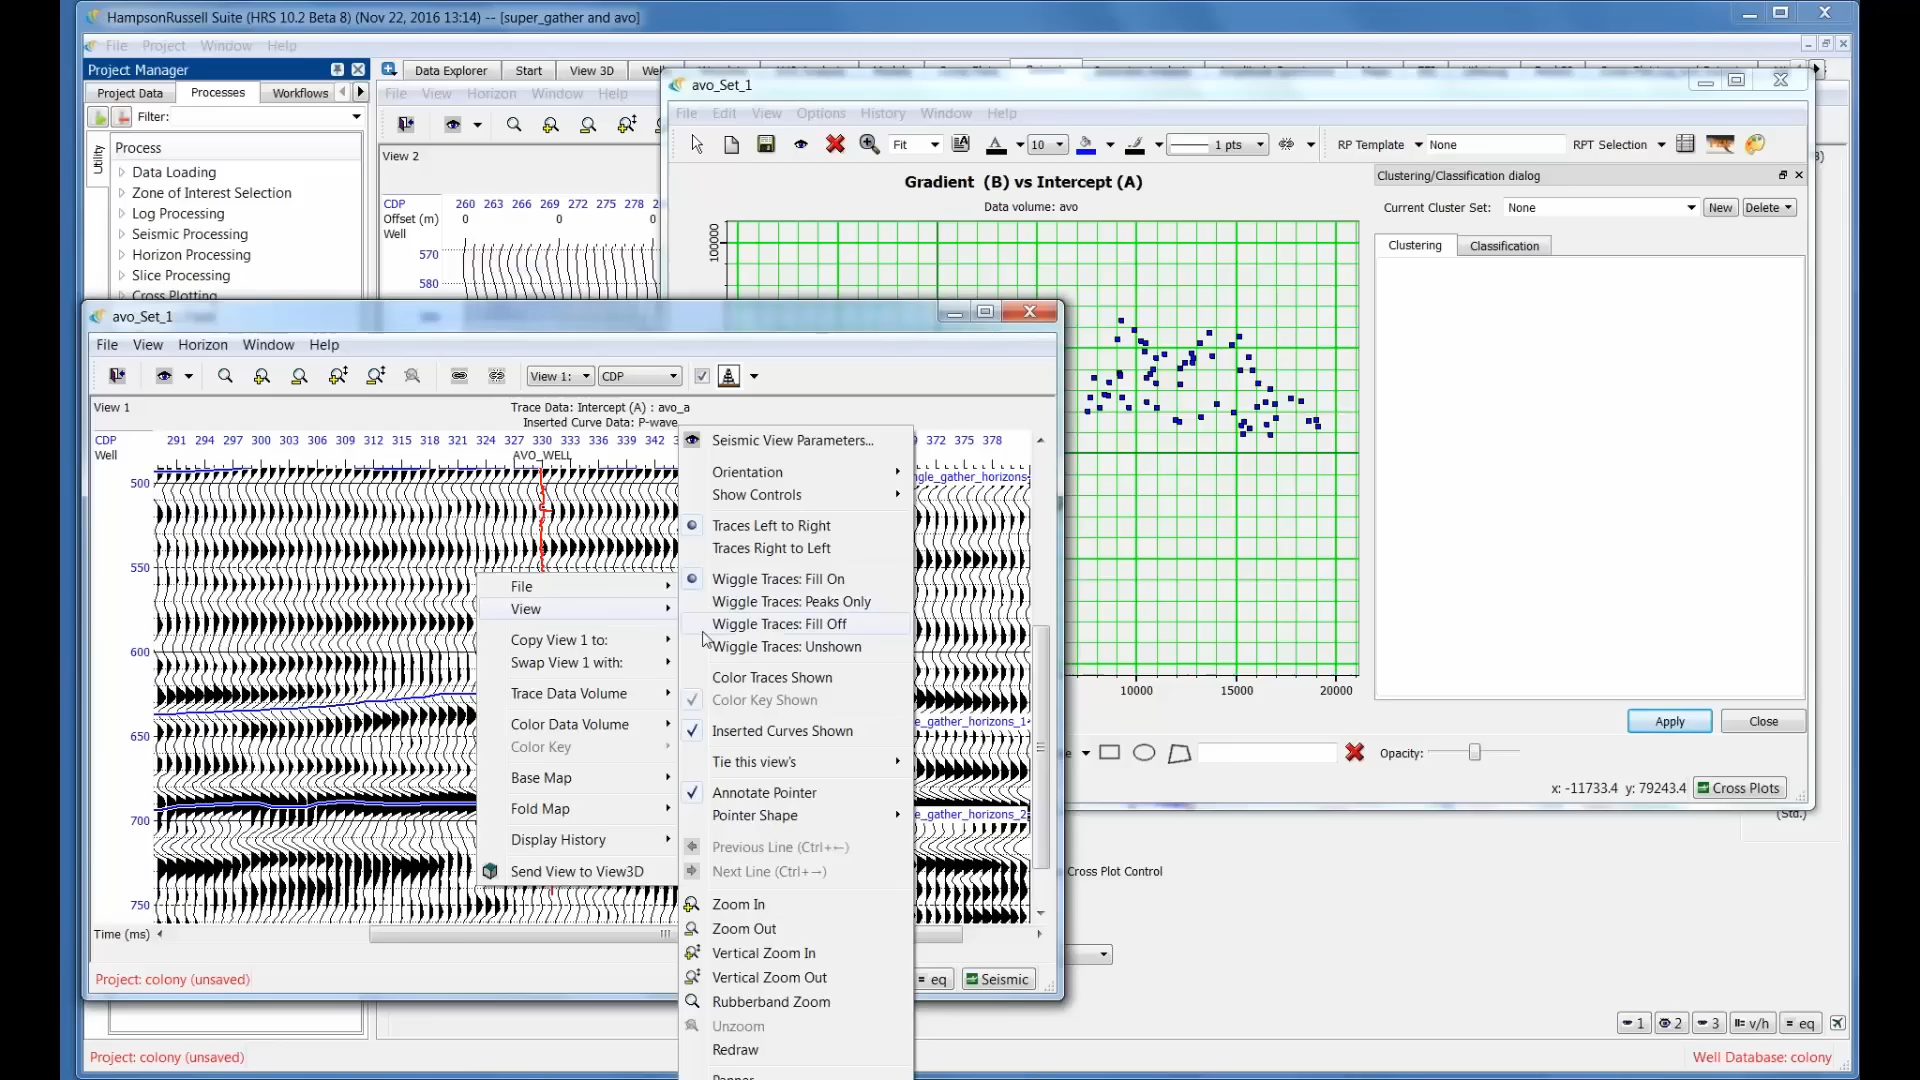 HampsonRussell Suite (HRS 10.2 Beta 8) (Nov 22, 2016 13:14) -- [super_gather and avo]
File Project Window Help
Project Manager
Data Explorer Start View 3D
Project Data Processes Workflows
Filter:
Utility
Process
Data Loading
Zone of Interest Selection
Log Processing
Seismic Processing
Horizon Processing
Slice Processing
Cross Plotting
File View Horizon Window Help
View 2
CDP 260 263 266 269 272 275 278
Offset (m) 0 0 0
Well
570
580
avo_Set_1
File Edit View Options History Window Help
Fit 10 1 pts RP Template None RPT Selection
Gradient (B) vs Intercept (A)
Data volume: avo
100000
10000 15000 20000
Clustering/Classification dialog
Current Cluster Set: None New Delete
Clustering Classification
Apply Close
Opacity:
x: -11733.4 y: 79243.4 Cross Plots
(Std.)
Cross Plot Control
avo_Set_1
File View Horizon Window Help
View 1: CDP
View 1
Trace Data: Intercept (A) : avo_a
Inserted Curve Data: P-wave
CDP 291 294 297 300 303 306 309 312 315 318 321 324 327 330 333 336 339 342 372 375 378
Well AVO_WELL
500
550
600
650
700
750
Time (ms)
Project: colony (unsaved)
= eq Seismic
File
View
Copy View 1 to:
Swap View 1 with:
Trace Data Volume
Color Data Volume
Color Key
Base Map
Fold Map
Display History
Send View to View3D
Seismic View Parameters...
Orientation
Show Controls
Traces Left to Right
Traces Right to Left
Wiggle Traces: Fill On
Wiggle Traces: Peaks Only
Wiggle Traces: Fill Off
Wiggle Traces: Unshown
Color Traces Shown
Color Key Shown
Inserted Curves Shown
Tie this view's
Annotate Pointer
Pointer Shape
Previous Line (Ctrl+←)
Next Line (Ctrl+→)
Zoom In
Zoom Out
Vertical Zoom In
Vertical Zoom Out
Rubberband Zoom
Unzoom
Redraw
1 2 3 v/h = eq
Project: colony (unsaved)
Well Database: colony